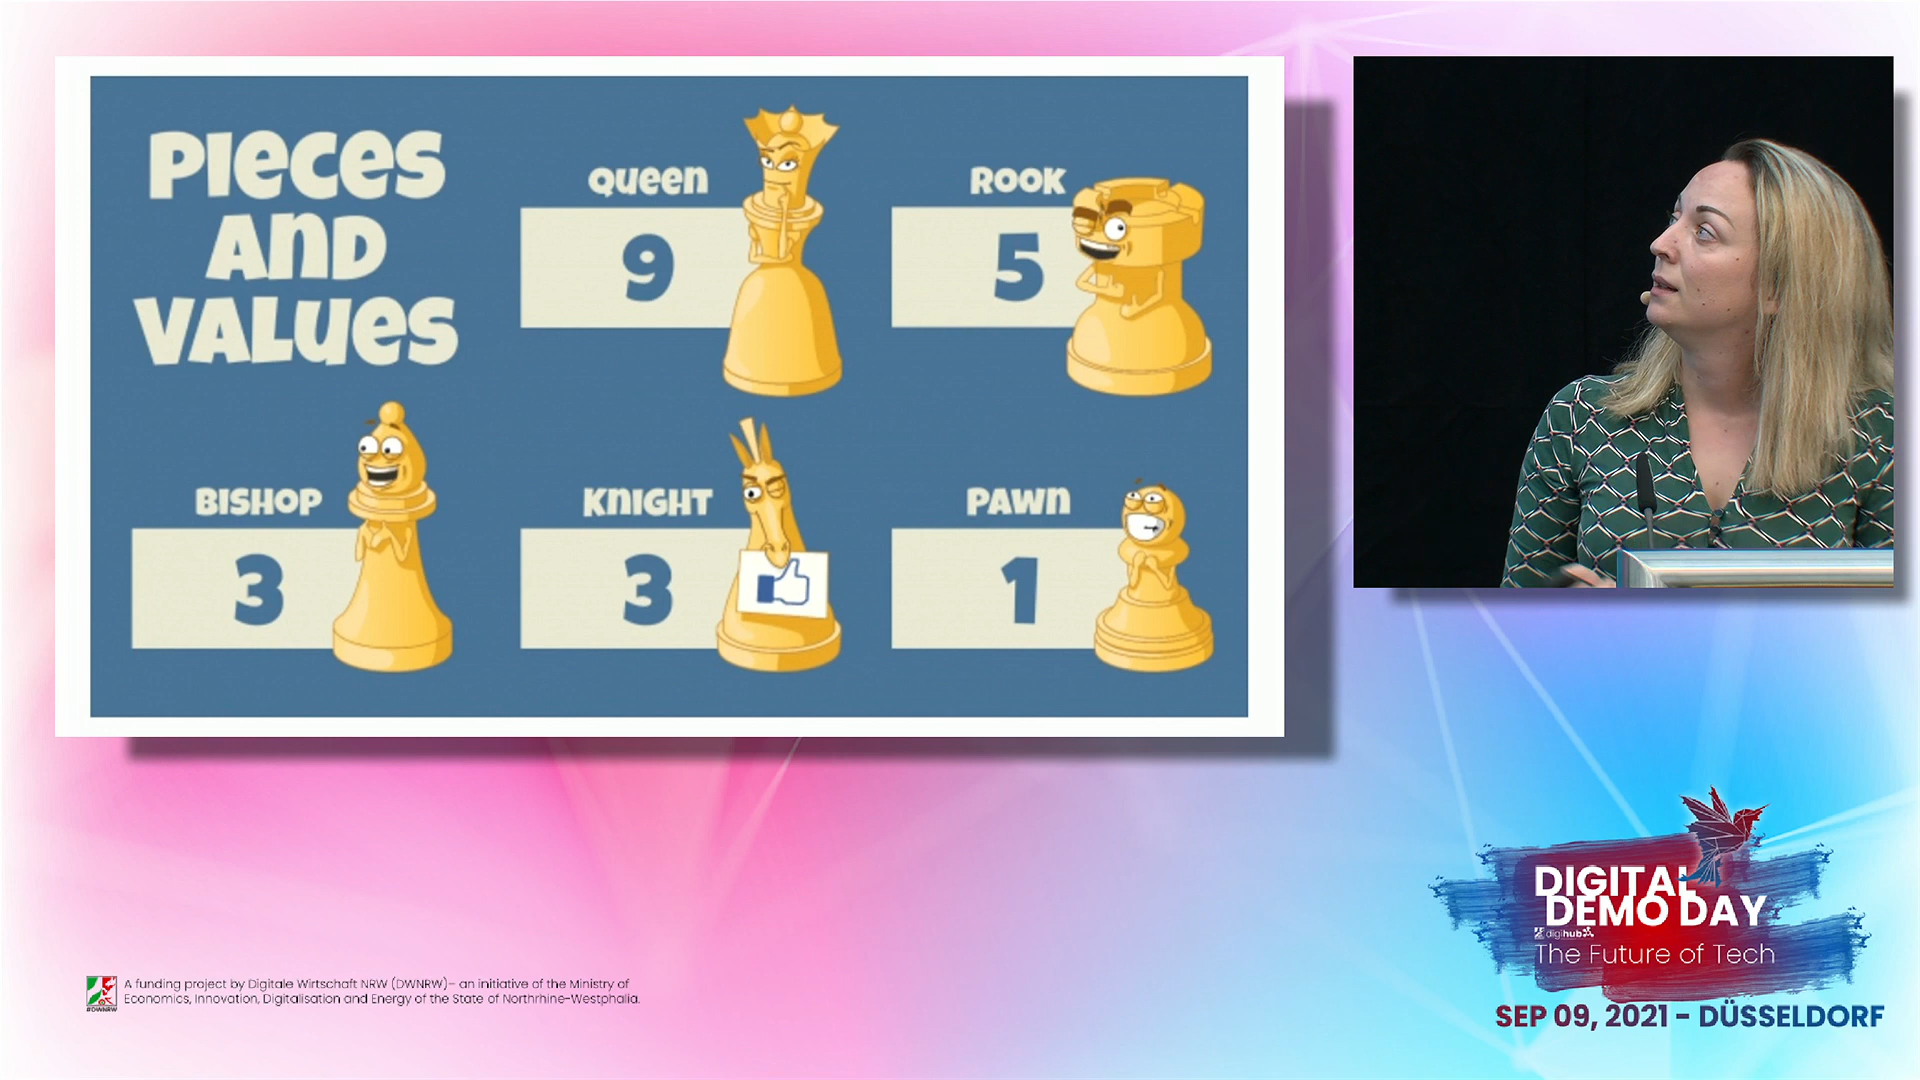 PIECES
AND
VALUES
QUEEN
9
ROOK
5
BISHOP
3
KNIGHT
3
PAWN
1
DIGITAL
DEMO DAY
digihub
The Future of Tech
SEP 09, 2021 - DÜSSELDORF
#DWNRW
A funding project by Digitale Wirtschaft NRW (DWNRW)– an initiative of the Ministry of
Economics, Innovation, Digitalisation and Energy of the State of Northrhine-Westphalia.